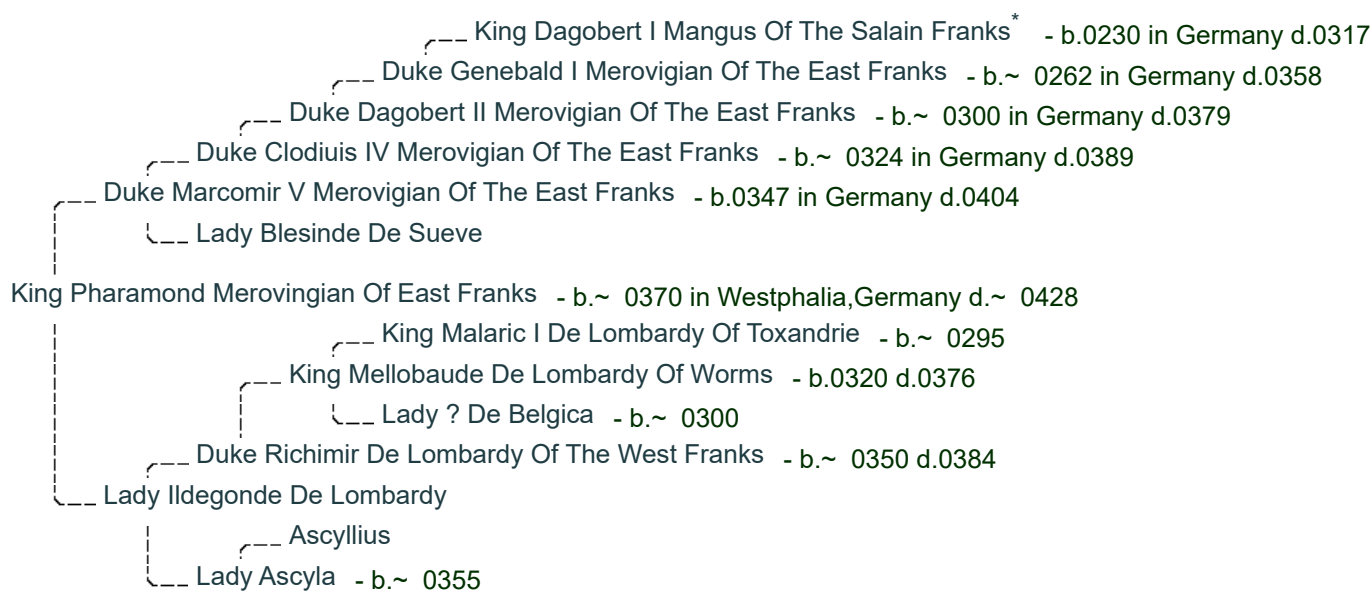 King Dagobert I Mangus Of The Salain Franks* - b.0230 in Germany d.0317
Duke Genebald I Merovigian Of The East Franks - b.~ 0262 in Germany d.0358
Duke Dagobert II Merovigian Of The East Franks - b.~ 0300 in Germany d.0379
Duke Clodiuis IV Merovigian Of The East Franks - b.~ 0324 in Germany d.0389
Duke Marcomir V Merovigian Of The East Franks - b.0347 in Germany d.0404
Lady Blesinde De Sueve
King Pharamond Merovingian Of East Franks - b.~ 0370 in Westphalia,Germany d.~ 0428
King Malaric I De Lombardy Of Toxandrie - b.~ 0295
King Mellobaude De Lombardy Of Worms - b.0320 d.0376
Lady ? De Belgica - b.~ 0300
Duke Richimir De Lombardy Of The West Franks - b.~ 0350 d.0384
Lady Ildegonde De Lombardy
Ascyllius
Lady Ascyla - b.~ 0355